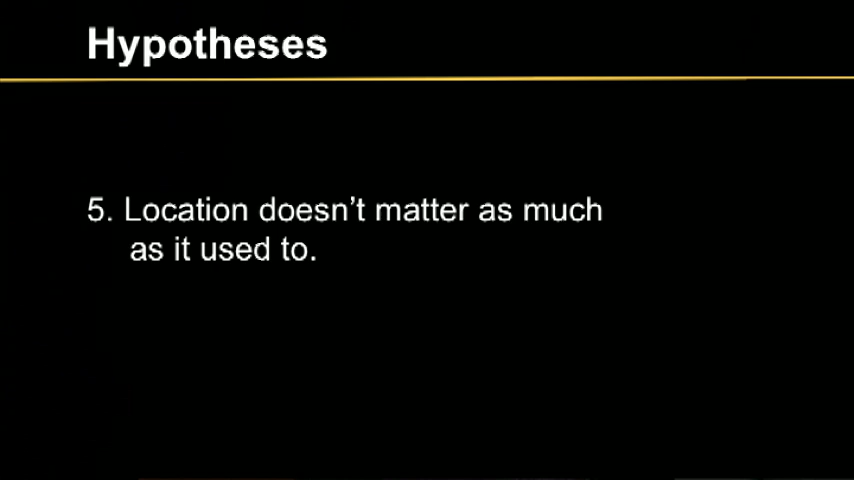 Hypotheses
5. Location doesn't matter as much
as it used to.